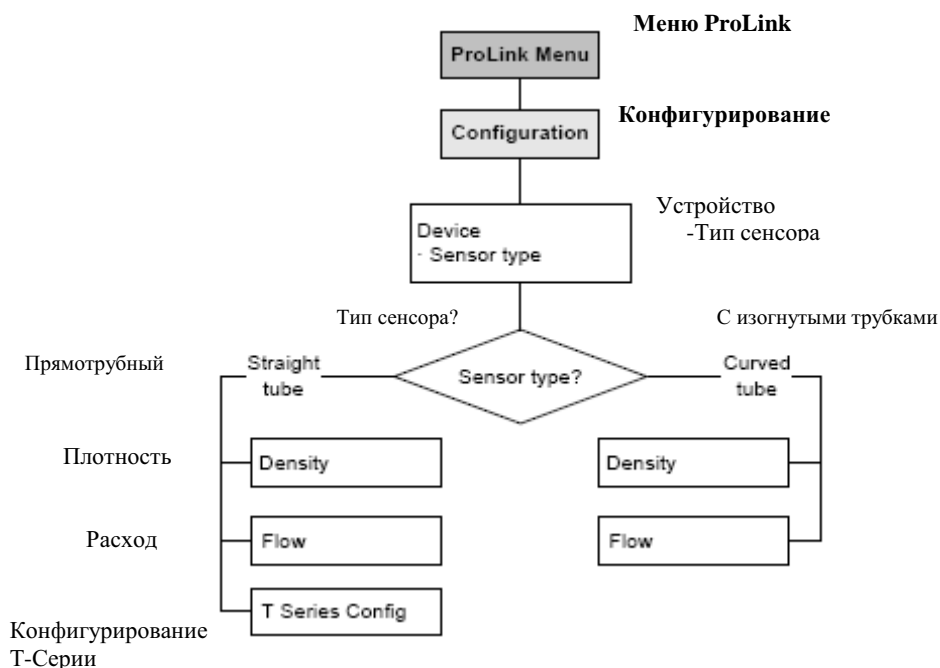 Меню ProLink
ProLink Menu
Конфигурирование
Configuration
Устройство
-Тип сенсора
Device
- Sensor type
Тип сенсора?
С изогнутыми трубками
Прямотрубный
Straight
tube
Sensor type?
Curved
tube
Плотность
Density
Density
Расход
Flow
Flow
T Series Config
Конфигурирование
Т-Серии